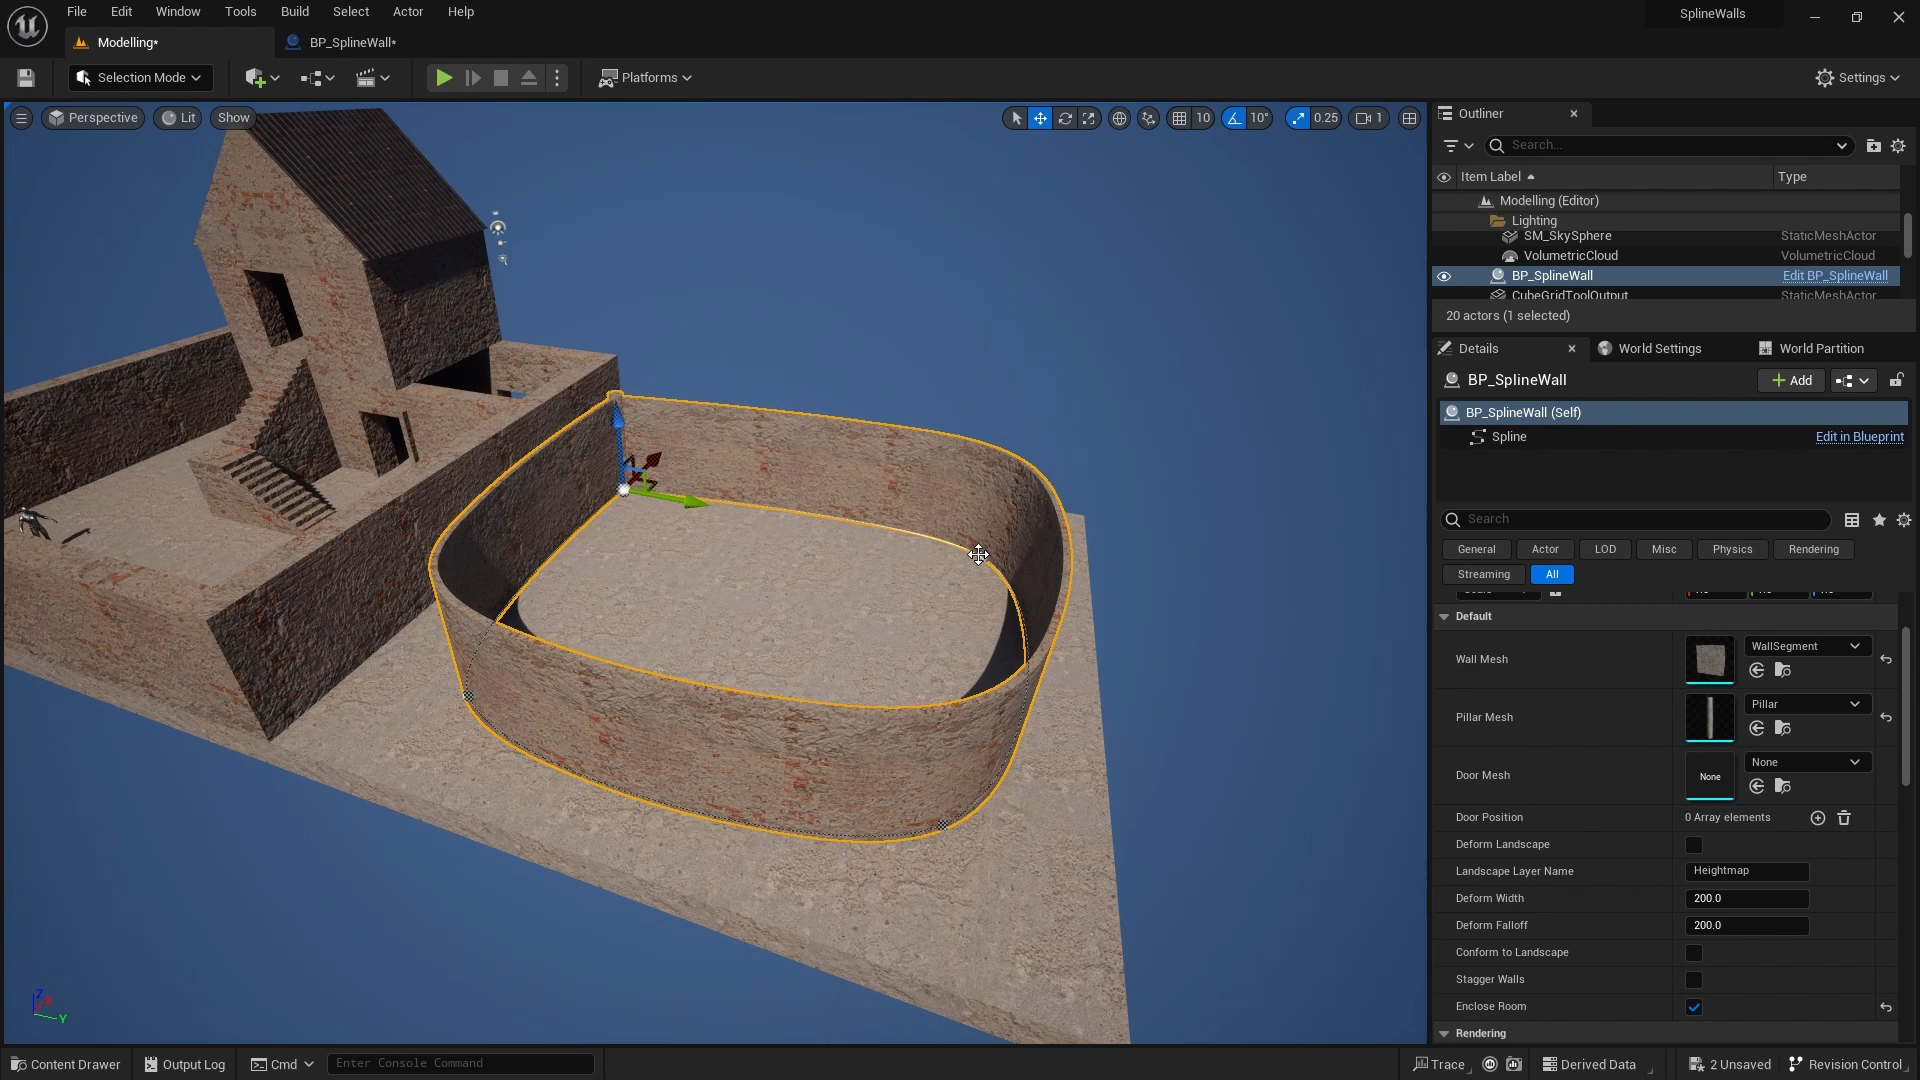 File Edit Window Tools Build Select Actor Help
SplineWalls
Modelling*
BP_SplineWall*
Selection Mode
Platforms
Settings
Perspective
Lit
Show
10
10°
0.25
1
Outliner
Search...
Item Label
Type
Modelling (Editor)
Lighting
SM_SkySphere StaticMeshActor
VolumetricCloud VolumetricCloud
BP_SplineWall Edit BP_SplineWall
CubeGridToolOutput StaticMeshActor
20 actors (1 selected)
Details
World Settings
World Partition
BP_SplineWall
Add
BP_SplineWall (Self)
Spline Edit in Blueprint
Search
General Actor LOD Misc Physics Rendering
Streaming All
Default
Wall Mesh
WallSegment
Pillar Mesh
Pillar
Door Mesh
None
None
Door Position 0 Array elements
Deform Landscape
Landscape Layer Name Heightmap
Deform Width 200.0
Deform Falloff 200.0
Conform to Landscape
Stagger Walls
Enclose Room
Rendering
Z
X
Y
Content Drawer
Output Log
Cmd
Enter Console Command
Trace
Derived Data
2 Unsaved
Revision Control